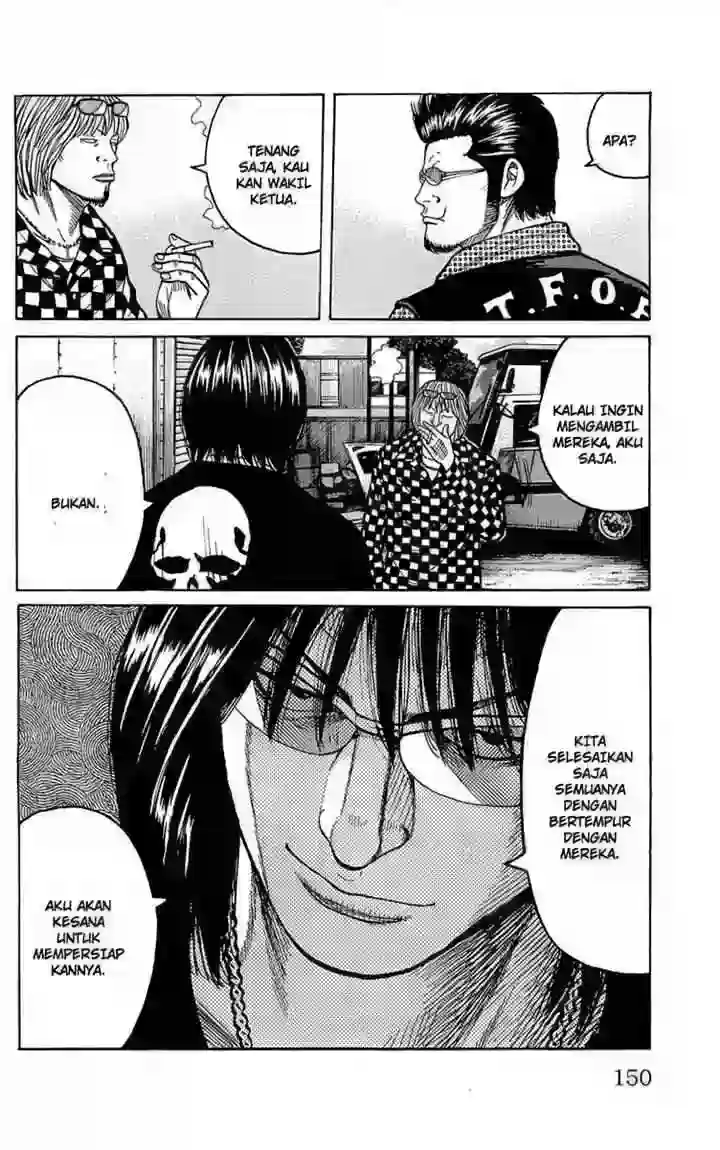 APA?
T.F.O.A
TENANG
SAJA, KAU
KAN WAKIL
KETUA.
KALAU INGIN
MENGAMBIL
MEREKA, AKU
SAJA.
BUKAN.
KITA
SELESAIKAN
SAJA
SEMUANYA
DENGAN
BERTEMPUR
DENGAN
MEREKA.
AKU AKAN
KESANA
UNTUK
MEMPERSIAP
KANNYA.
150